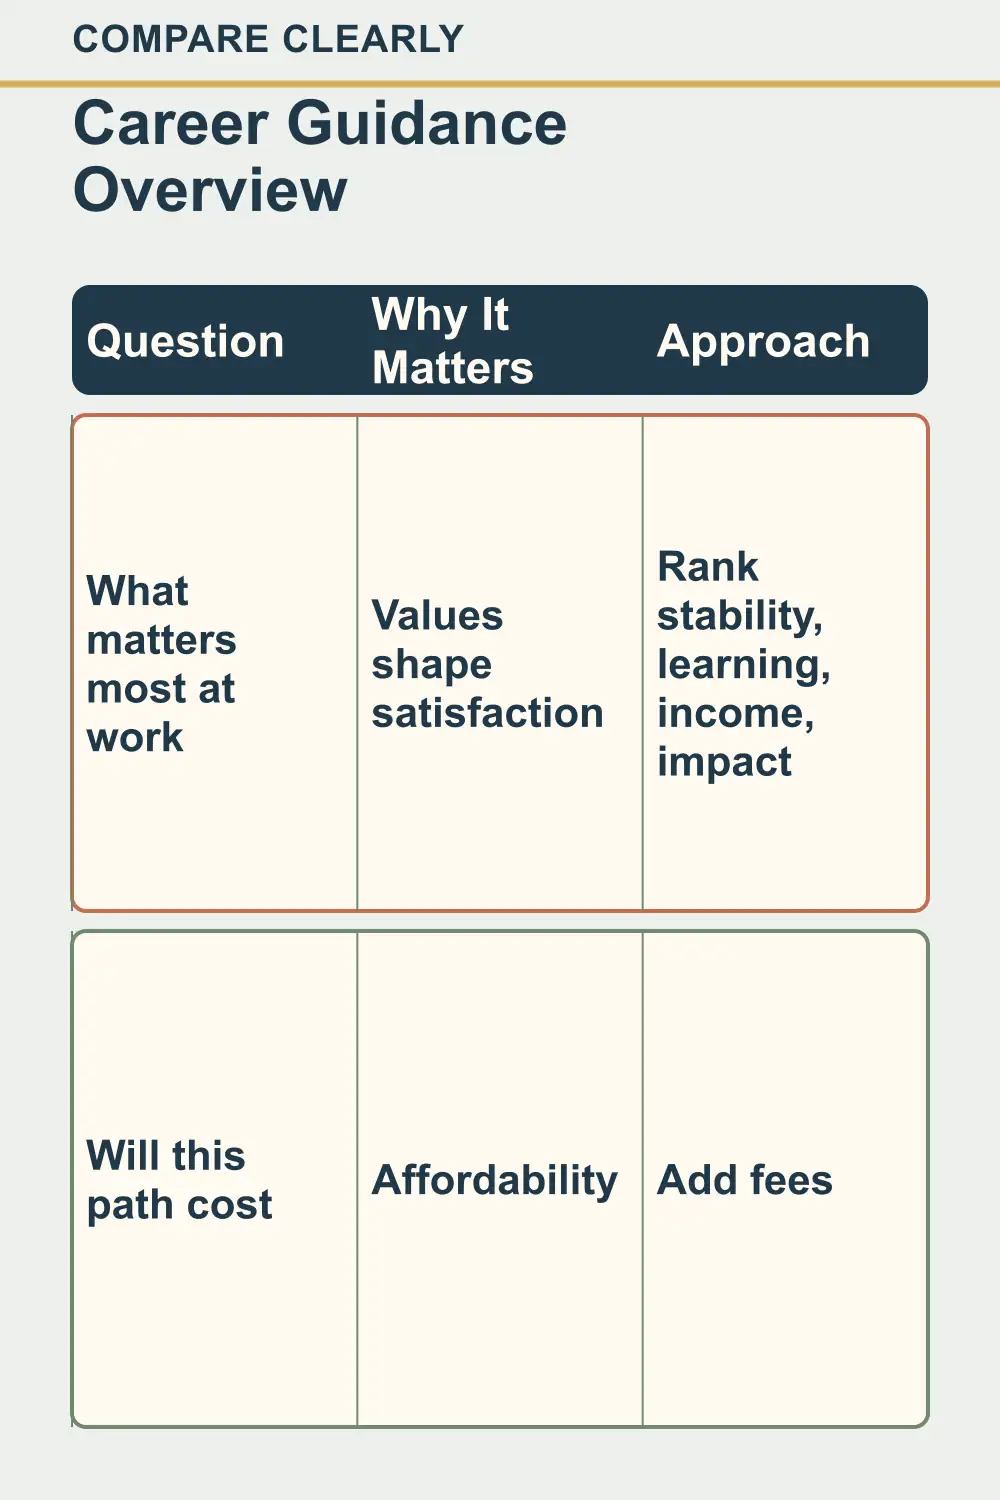 COMPARE CLEARLY
Career Guidance
Overview
Question
Why It
Matters
Approach
What
matters
most at
work
Values
shape
satisfaction
Rank
stability,
learning,
income,
impact
Will this
path cost
Affordability
Add fees